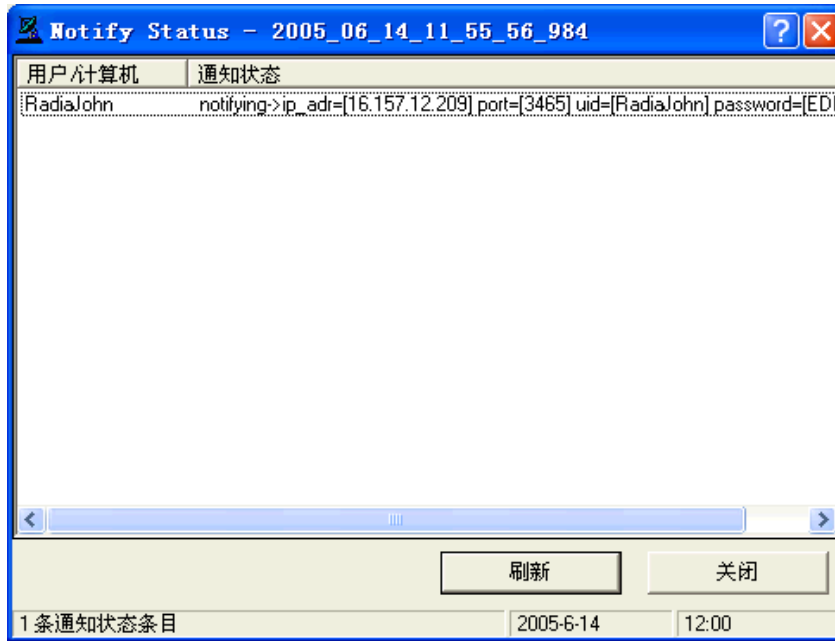 Notify Status - 2005_06_14_11_55_56_984
用户/计算机 通知状态
RadiaJohn notifying->ip_adr=[16.157.12.209] port=[3465] uid=[RadiaJohn] password=[EDI
刷新 关闭
1 条通知状态条目 2005-6-14 12:00